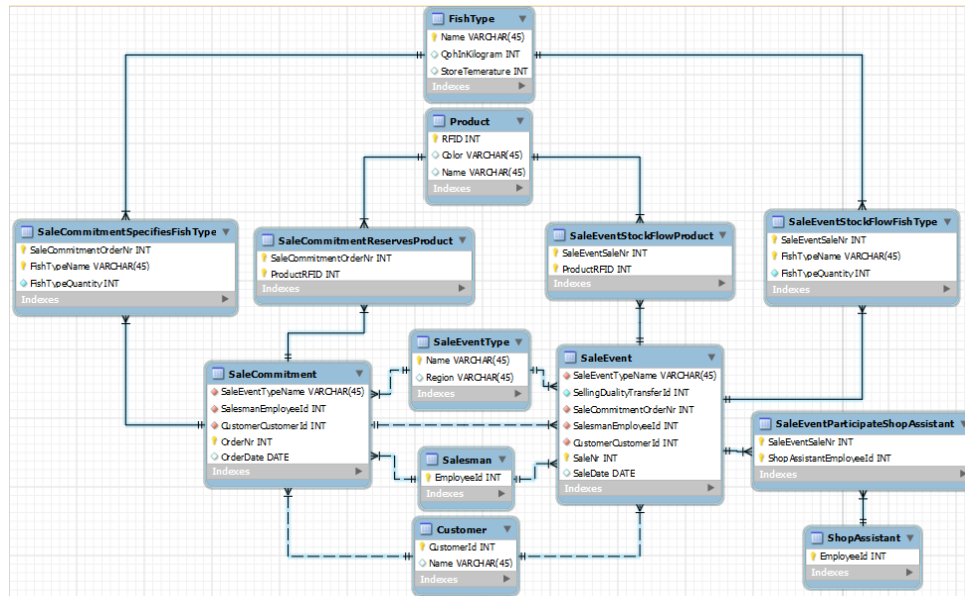 FishType
Name VARCHAR(45)
QohInKilogram INT
StoreTemerature INT
Indexes
Product
RFID INT
Color VARCHAR(45)
Name VARCHAR(45)
Indexes
SaleCommitmentSpecifiesFishType
SaleCommitmentOrderNr INT
FishTypeName VARCHAR(45)
FishTypeQuantity INT
Indexes
SaleCommitmentReservesProduct
SaleCommitmentOrderNr INT
ProductRFID INT
Indexes
SaleEventStockFlowProduct
SaleEventSaleNr INT
ProductRFID INT
Indexes
SaleEventStockFlowFishType
SaleEventSaleNr INT
FishTypeName VARCHAR(45)
FishTypeQuantity INT
Indexes
SaleCommitment
SaleEventTypeName VARCHAR(45)
SalesmanEmployeeId INT
CustomerCustomerId INT
OrderNr INT
OrderDate DATE
Indexes
SaleEventType
Name VARCHAR(45)
Region VARCHAR(45)
Indexes
SaleEvent
SaleEventTypeName VARCHAR(45)
SellingDualityTransferId INT
SaleCommitmentOrderNr INT
SalesmanEmployeeId INT
CustomerCustomerId INT
SaleNr INT
SaleDate DATE
Indexes
SaleEventParticipateShopAssistant
SaleEventSaleNr INT
ShopAssistantEmployeeId INT
Indexes
Salesman
EmployeeId INT
Indexes
Customer
CustomerId INT
Name VARCHAR(45)
Indexes
ShopAssistant
EmployeeId INT
Indexes